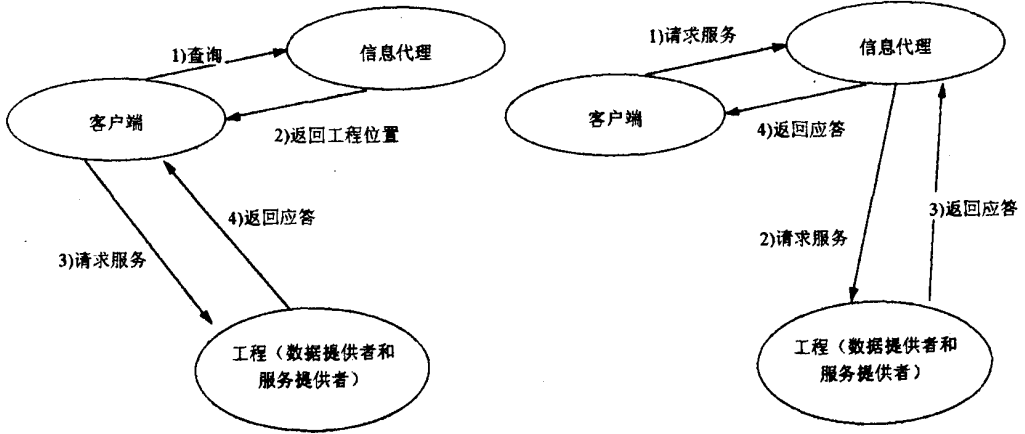 1)查询
信息代理
客户端
2)返回工程位置
4)返回应答
3)请求服务
工程（数据提供者和
服务提供者）
1)请求服务
信息代理
客户端
4)返回应答
3)返回应答
2)请求服务
工程（数据提供者和
服务提供者）